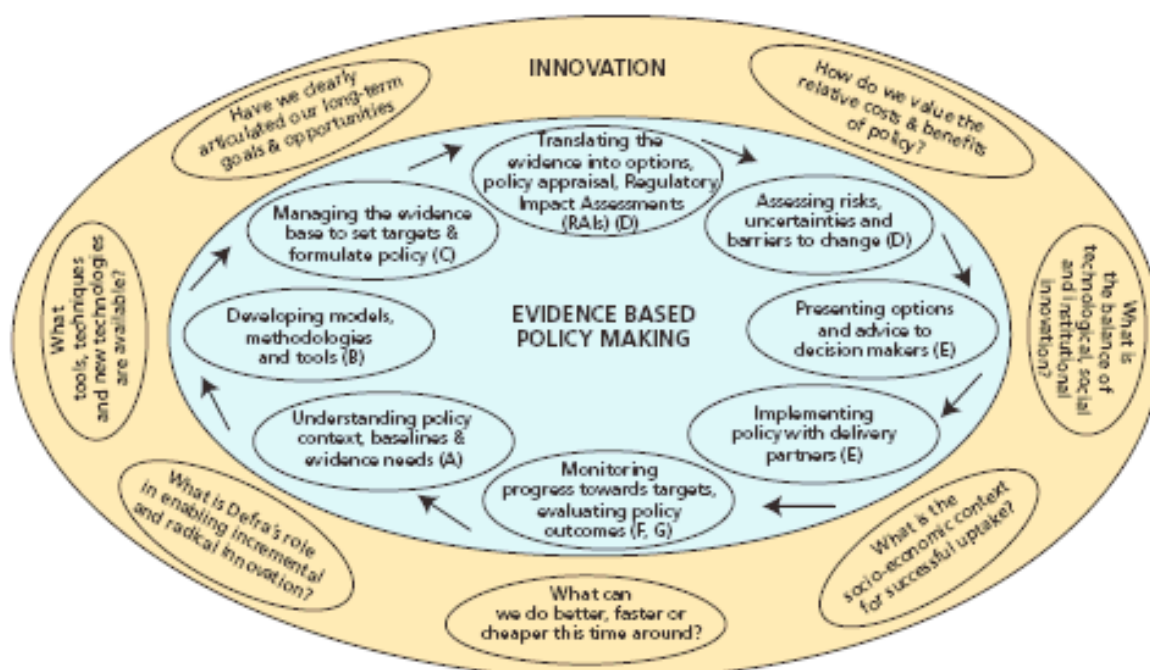 INNOVATION
Have we clearly
articulated our long-term
goals & opportunities
How do we value the
relative costs & benefits
of policy?
Translating the
evidence into options,
policy appraisal, Regulatory
Impact Assessments
(RAIs) (D)
Managing the evidence
base to set targets &
formulate policy (C)
Assessing risks,
uncertainties and
barriers to change (D)
What
tools, techniques
and new technologies
are available?
Developing models,
methodologies
and tools (B)
EVIDENCE BASED
POLICY MAKING
Presenting options
and advice to
decision makers (E)
What is
the balance of
technological, social
and institutional
innovation?
Understanding policy
context, baselines &
evidence needs (A)
Implementing
policy with delivery
partners (E)
Monitoring
progress towards targets,
evaluating policy
outcomes (F, G)
What is Defra's role
in enabling incremental
and radical innovation?
What is the
socio-economic context
for successful uptake?
What can
we do better, faster or
cheaper this time around?